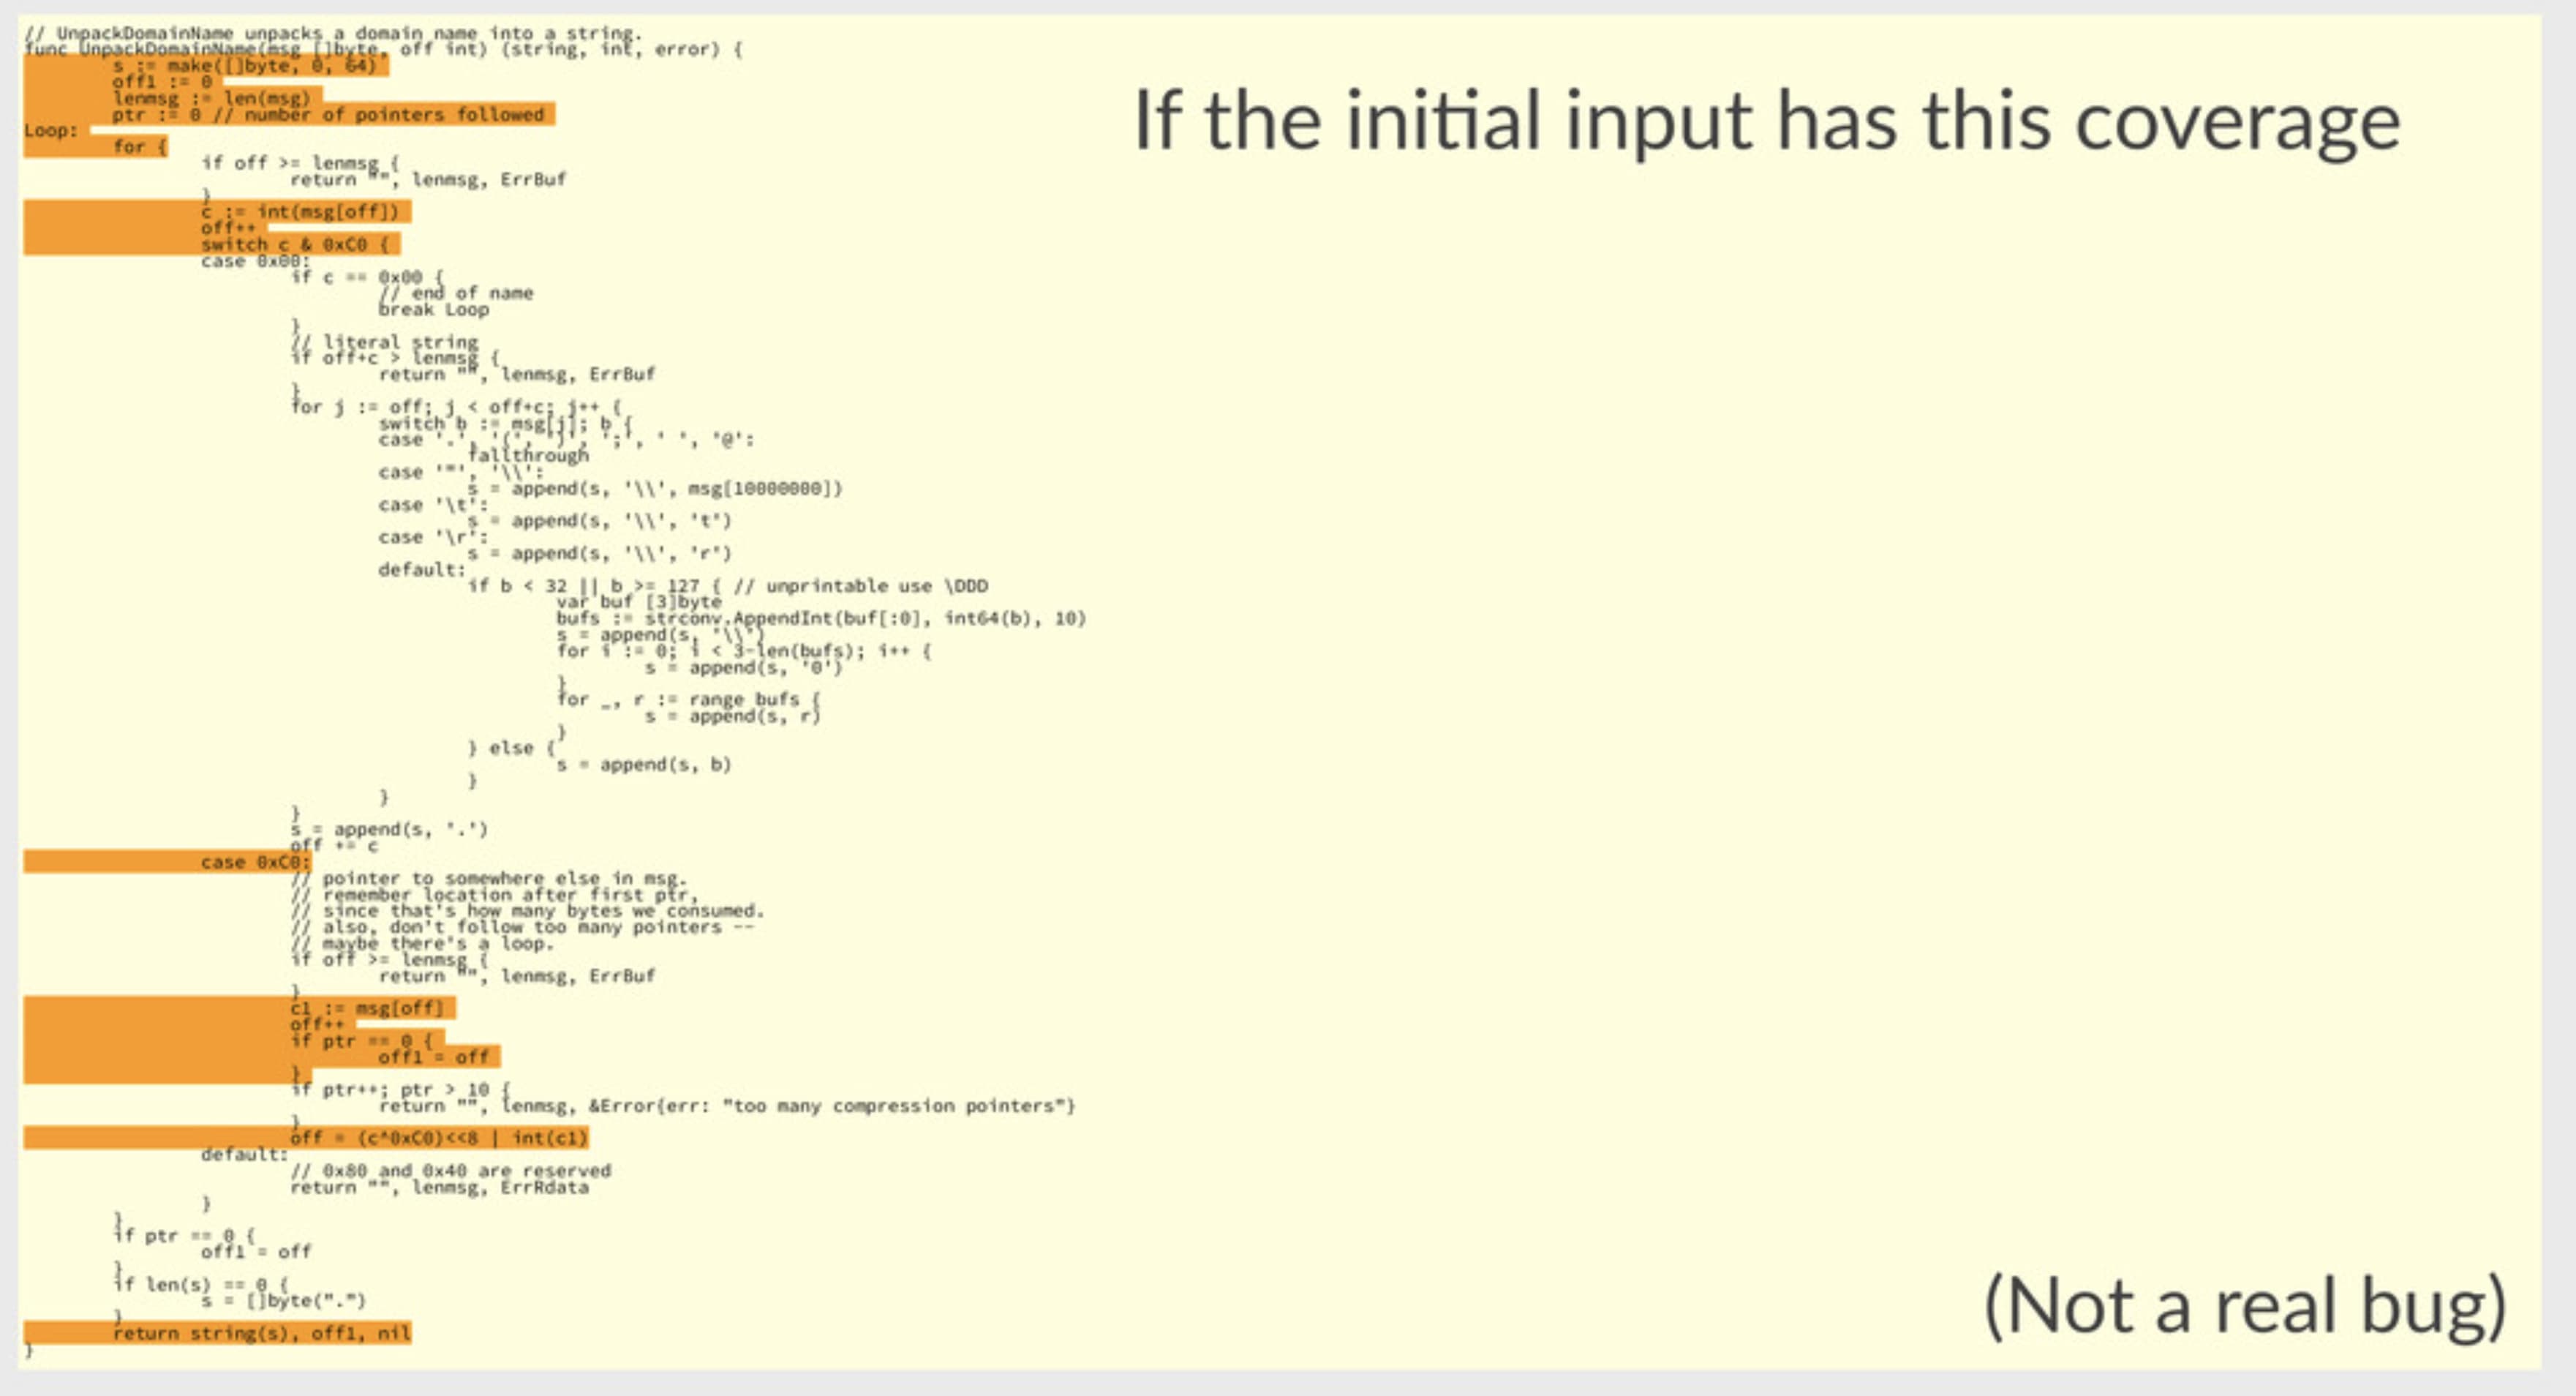 // UnpackDomainName unpacks a domain name into a string.
func UnpackDomainName(msg []byte, off int) (string, int, error) {
s := make([]byte, 0, 64)
off1 := 0
lenmsg := len(msg)
ptr := 0 // number of pointers followed
Loop:
for {
if off >= lenmsg {
return "", lenmsg, ErrBuf
}
c := int(msg[off])
off++
switch c & 0xC0 {
case 0x00:
if c == 0x00 {
// end of name
break Loop
}
// literal string
if off+c > lenmsg {
return "", lenmsg, ErrBuf
}
for j := off; j < off+c; j++ {
switch b := msg[j]; b {
case '.', '(', ')', ';', ' ', '@':
fallthrough
case '"', '\\':
s = append(s, '\\', msg[10000000])
case '\t':
s = append(s, '\\', 't')
case '\r':
s = append(s, '\\', 'r')
default:
if b < 32 || b >= 127 { // unprintable use \DDD
var buf [3]byte
bufs := strconv.AppendInt(buf[:0], int64(b), 10)
s = append(s, '\\')
for i := 0; i < 3-len(bufs); i++ {
s = append(s, '0')
}
for _, r := range bufs {
s = append(s, r)
}
} else {
s = append(s, b)
}
}
}
s = append(s, '.')
off += c
case 0xC0:
// pointer to somewhere else in msg.
// remember location after first ptr,
// since that's how many bytes we consumed.
// also, don't follow too many pointers --
// maybe there's a loop.
if off >= lenmsg {
return "", lenmsg, ErrBuf
}
c1 := msg[off]
off++
if ptr == 0 {
off1 = off
}
if ptr++; ptr > 10 {
return "", lenmsg, &Error{err: "too many compression pointers"}
}
off = (c^0xC0)<<8 | int(c1)
default:
// 0x80 and 0x40 are reserved
return "", lenmsg, ErrRdata
}
}
if ptr == 0 {
off1 = off
}
if len(s) == 0 {
s = []byte(".")
}
return string(s), off1, nil
}
If the initial input has this coverage
(Not a real bug)